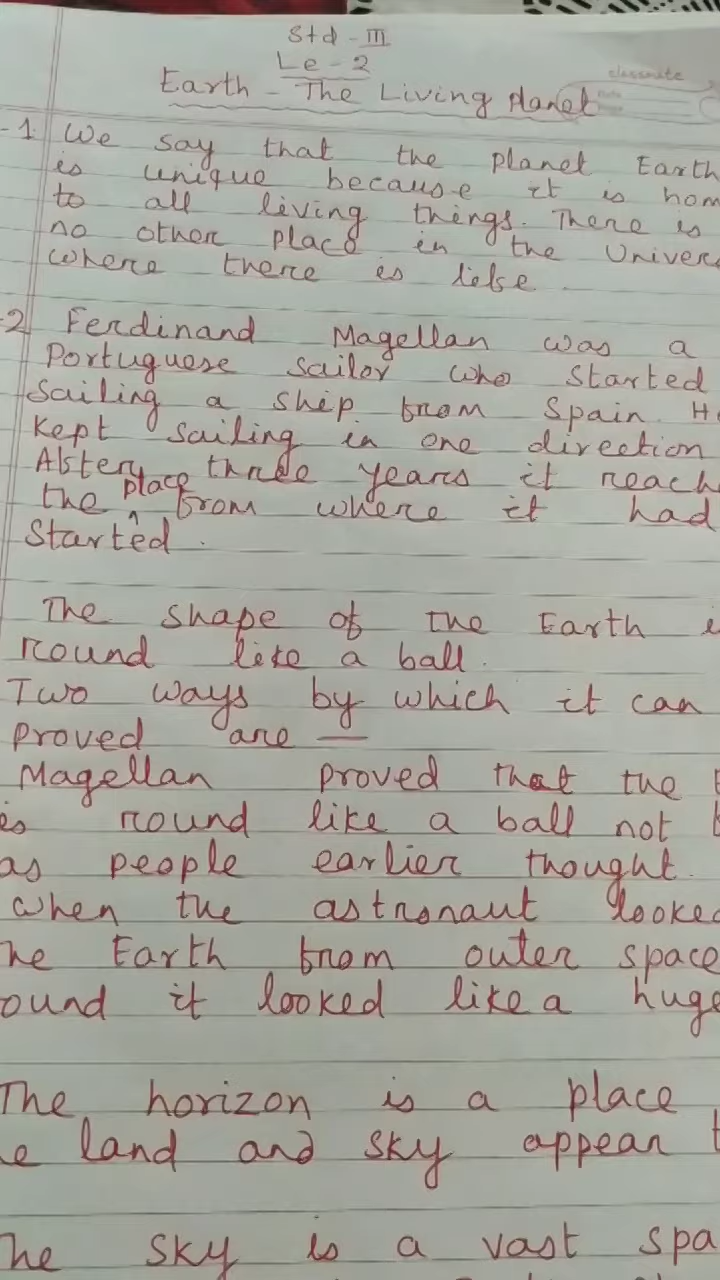 Std - III
Le - 2
classmate
Earth - The Living Planet
-1 We say that the planet Earth
is unique because it is hom
to all living things. There is
no other place in the Univer
where there is life
-2 Ferdinand Magellan was a
Portuguese sailor who started
Sailing a ship from Spain. H
Kept sailing in one direction
After three years it reach
the place from where it had
Started.
The shape of the Earth i
round like a ball.
Two ways by which it can
proved are —
Magellan proved that the E
is round like a ball not
as people earlier thought.
When the astronaut looked
he Earth from outer space
ound it looked like a huge
The horizon is a place
e land and sky appear t
he sky is a vast spa